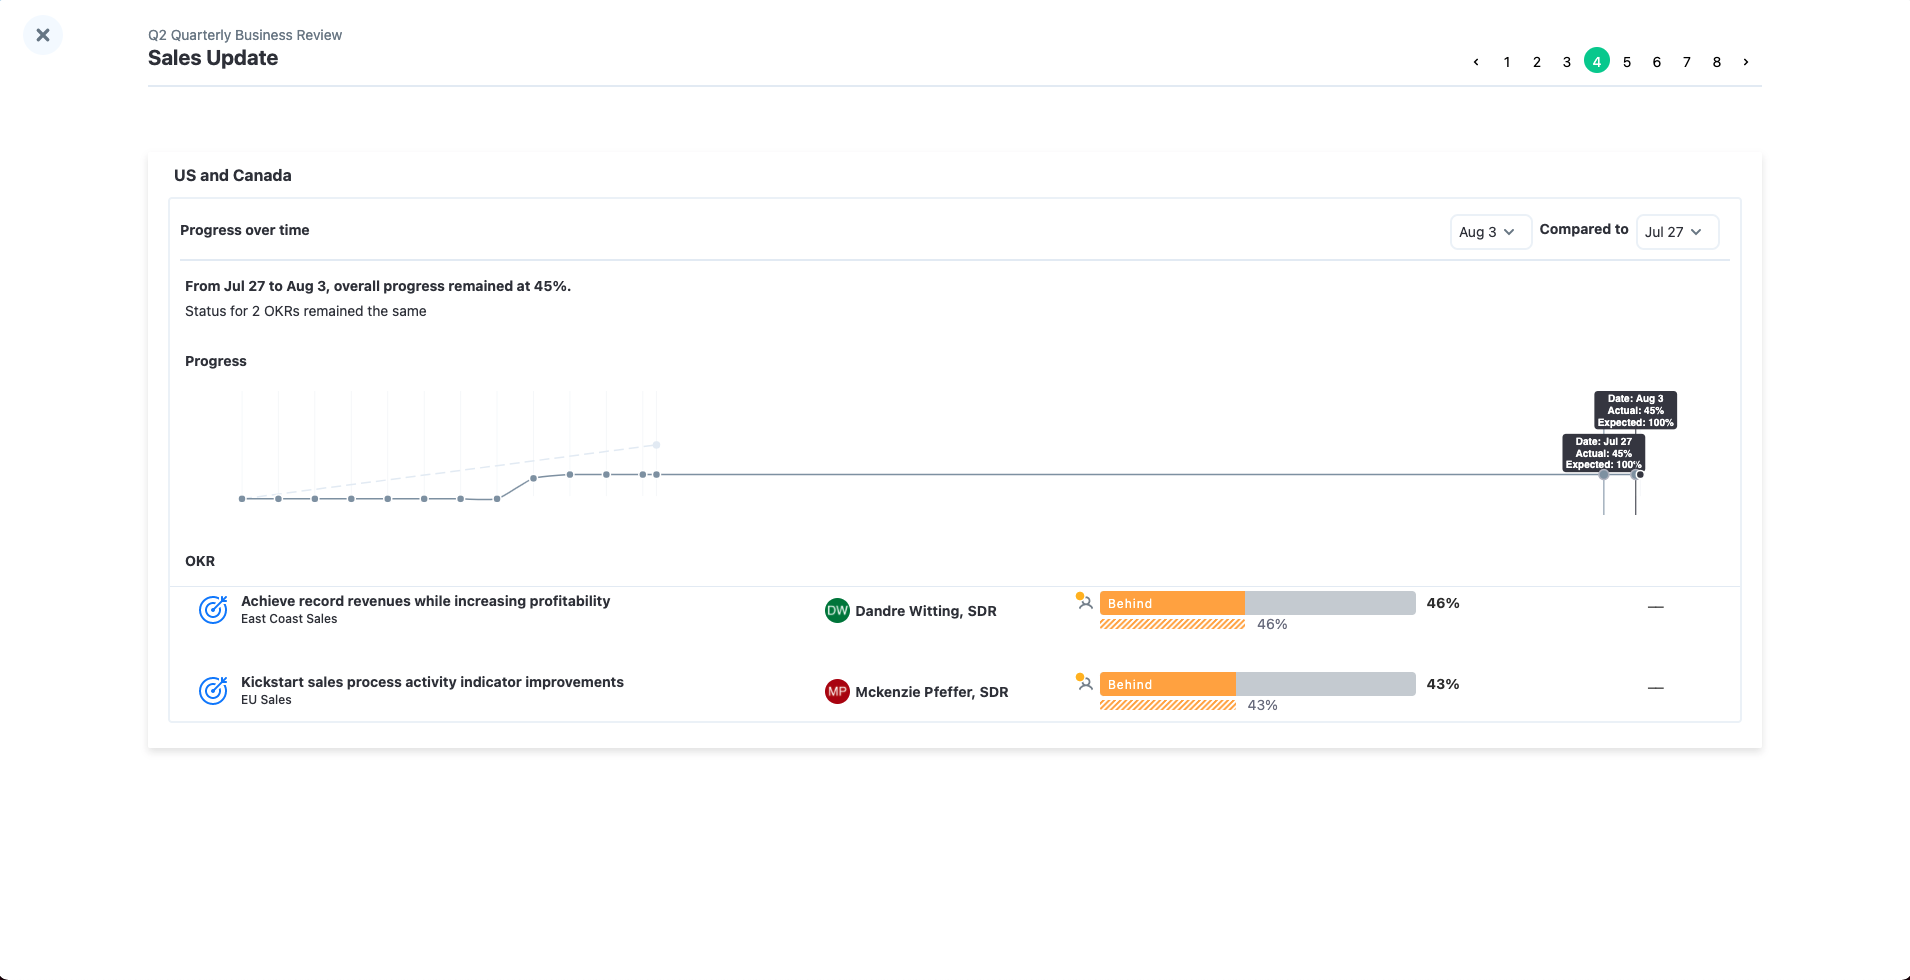 Q2 Quarterly Business Review
Sales Update
‹ 1 2 3 4 5 6 7 8 ›
US and Canada
Progress over time
Aug 3 Compared to Jul 27
From Jul 27 to Aug 3, overall progress remained at 45%.
Status for 2 OKRs remained the same
Progress
Date: Aug 3
Actual: 45%
Expected: 100%
Date: Jul 27
Actual: 45%
Expected: 100%
OKR
Achieve record revenues while increasing profitability
East Coast Sales
DW Dandre Witting, SDR
Behind 46%
46%
—
Kickstart sales process activity indicator improvements
EU Sales
MP Mckenzie Pfeffer, SDR
Behind 43%
43%
—